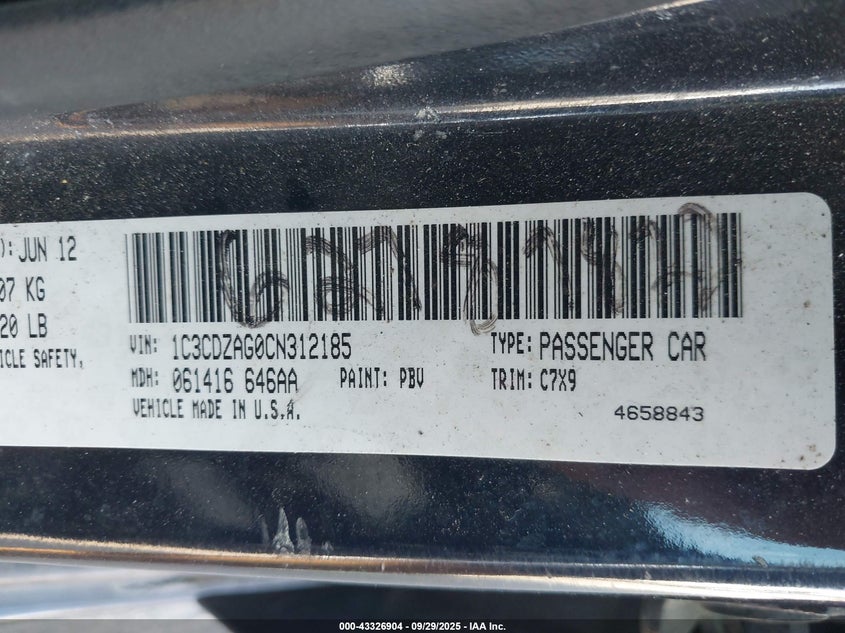 ): JUN 12
07 KG
20 LB
ICLE SAFETY,
VIN: 1C3CDZAG0CN312185 TYPE: PASSENGER CAR
MDH: 061416 646AA PAINT: PBV TRIM: C7X9
VEHICLE MADE IN U.S.A.
4658843
000-43326904 | 09/29/2025 - IAA Inc.